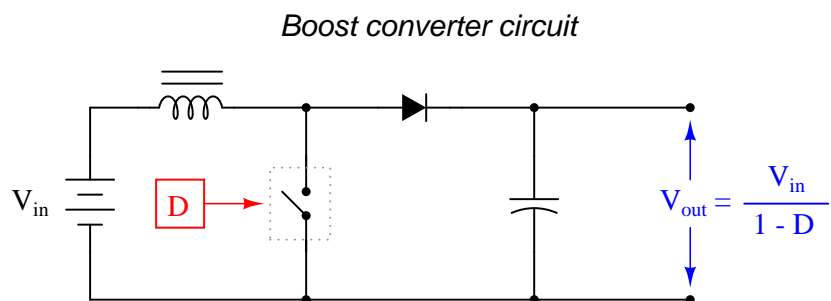 Boost converter circuit
V_in
D
V_out = V_in / 1 - D